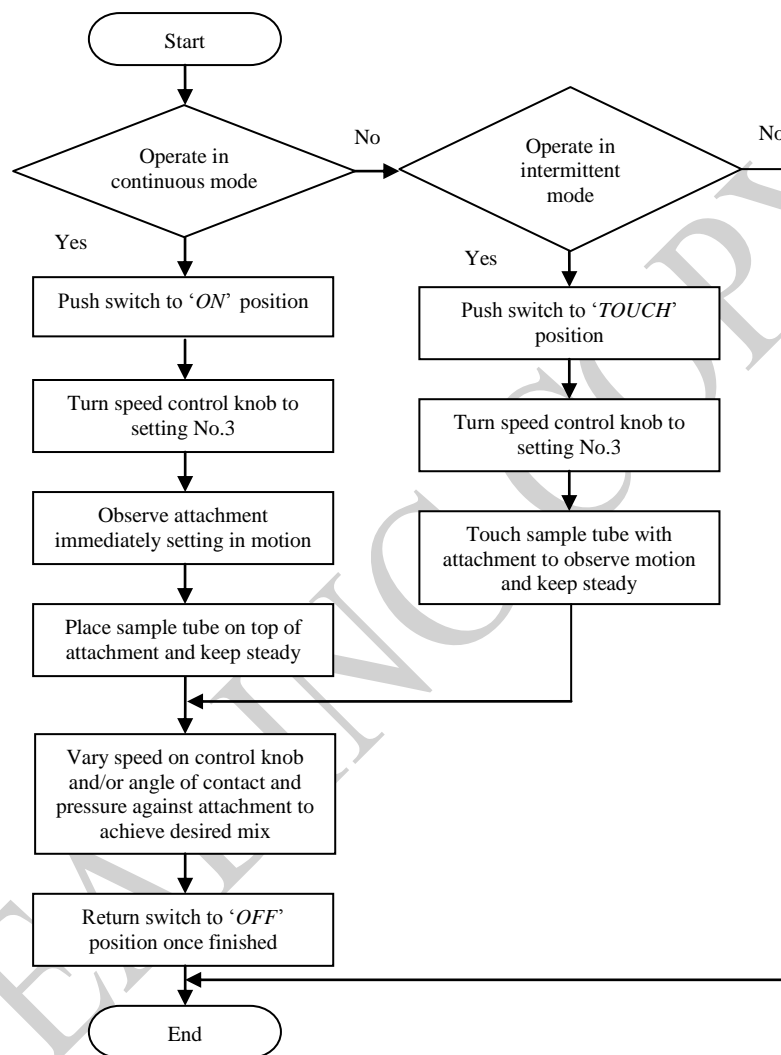 Start
Operate in
continuous mode
No
Operate in
intermittent
mode
No
Yes
Yes
Push switch to ‘ON’ position
Push switch to ‘TOUCH’
position
Turn speed control knob to
setting No.3
Turn speed control knob to
setting No.3
Observe attachment
immediately setting in motion
Touch sample tube with
attachment to observe motion
and keep steady
Place sample tube on top of
attachment and keep steady
Vary speed on control knob
and/or angle of contact and
pressure against attachment to
achieve desired mix
Return switch to ‘OFF’
position once finished
End
INC COPY